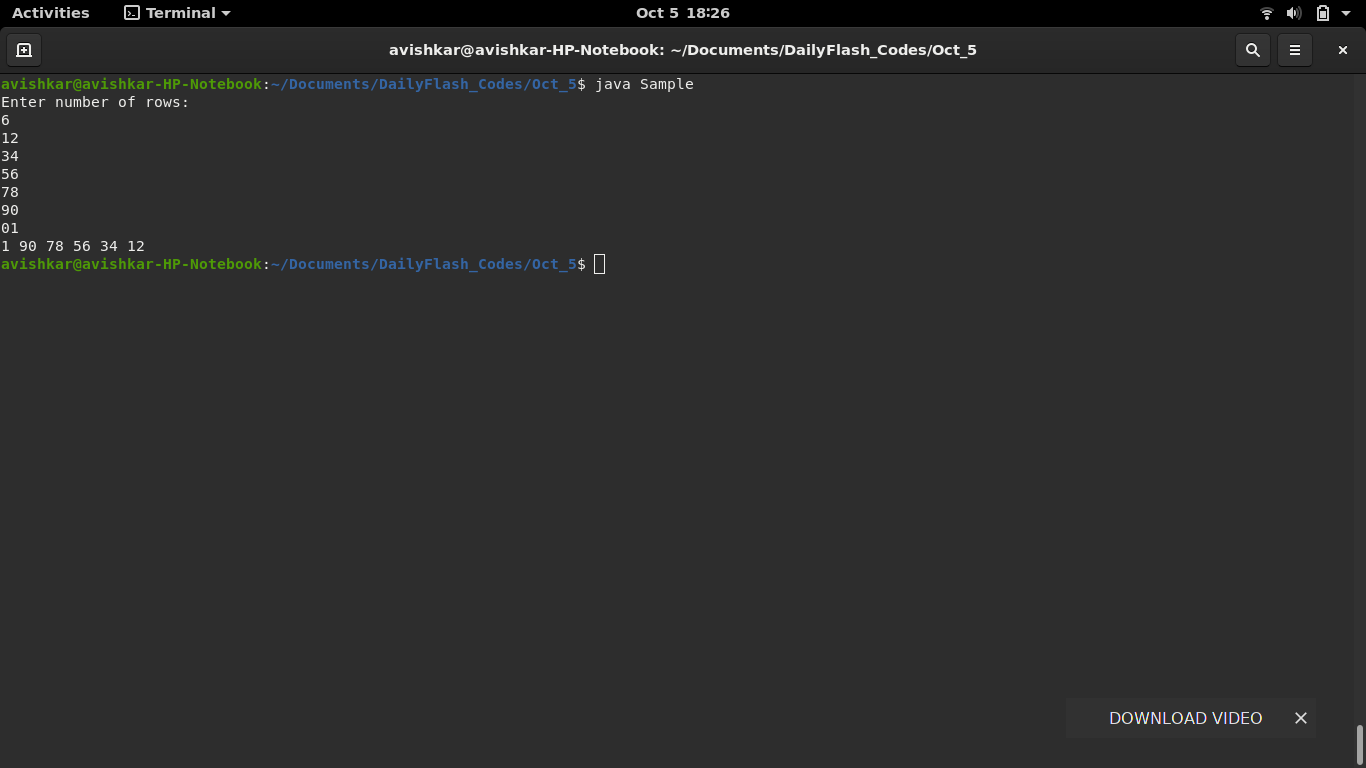 Activities Terminal Oct 5 18:26
avishkar@avishkar-HP-Notebook: ~/Documents/DailyFlash_Codes/Oct_5
avishkar@avishkar-HP-Notebook:~/Documents/DailyFlash_Codes/Oct_5$ java Sample
Enter number of rows:
6
12
34
56
78
90
01
1 90 78 56 34 12
avishkar@avishkar-HP-Notebook:~/Documents/DailyFlash_Codes/Oct_5$
DOWNLOAD VIDEO